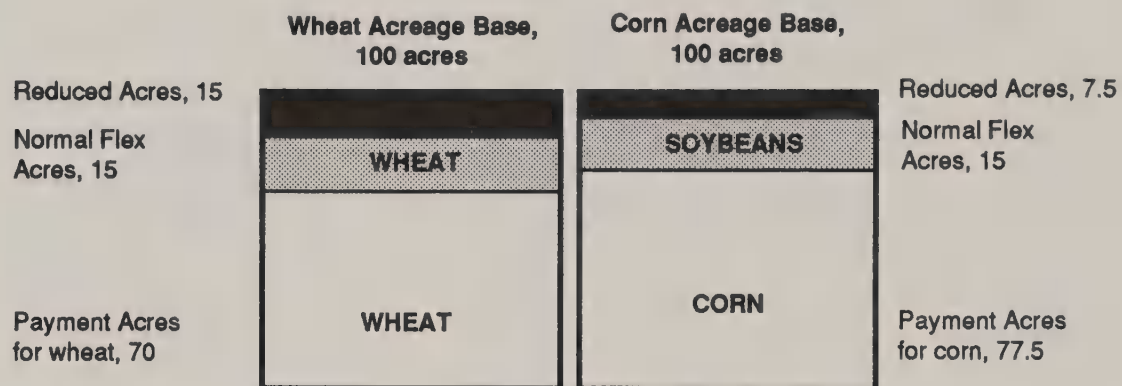 Wheat Acreage Base,
100 acres
Corn Acreage Base,
100 acres
Reduced Acres, 15
Reduced Acres, 7.5
Normal Flex
Acres, 15
WHEAT
SOYBEANS
Normal Flex
Acres, 15
Payment Acres
for wheat, 70
WHEAT
CORN
Payment Acres
for corn, 77.5